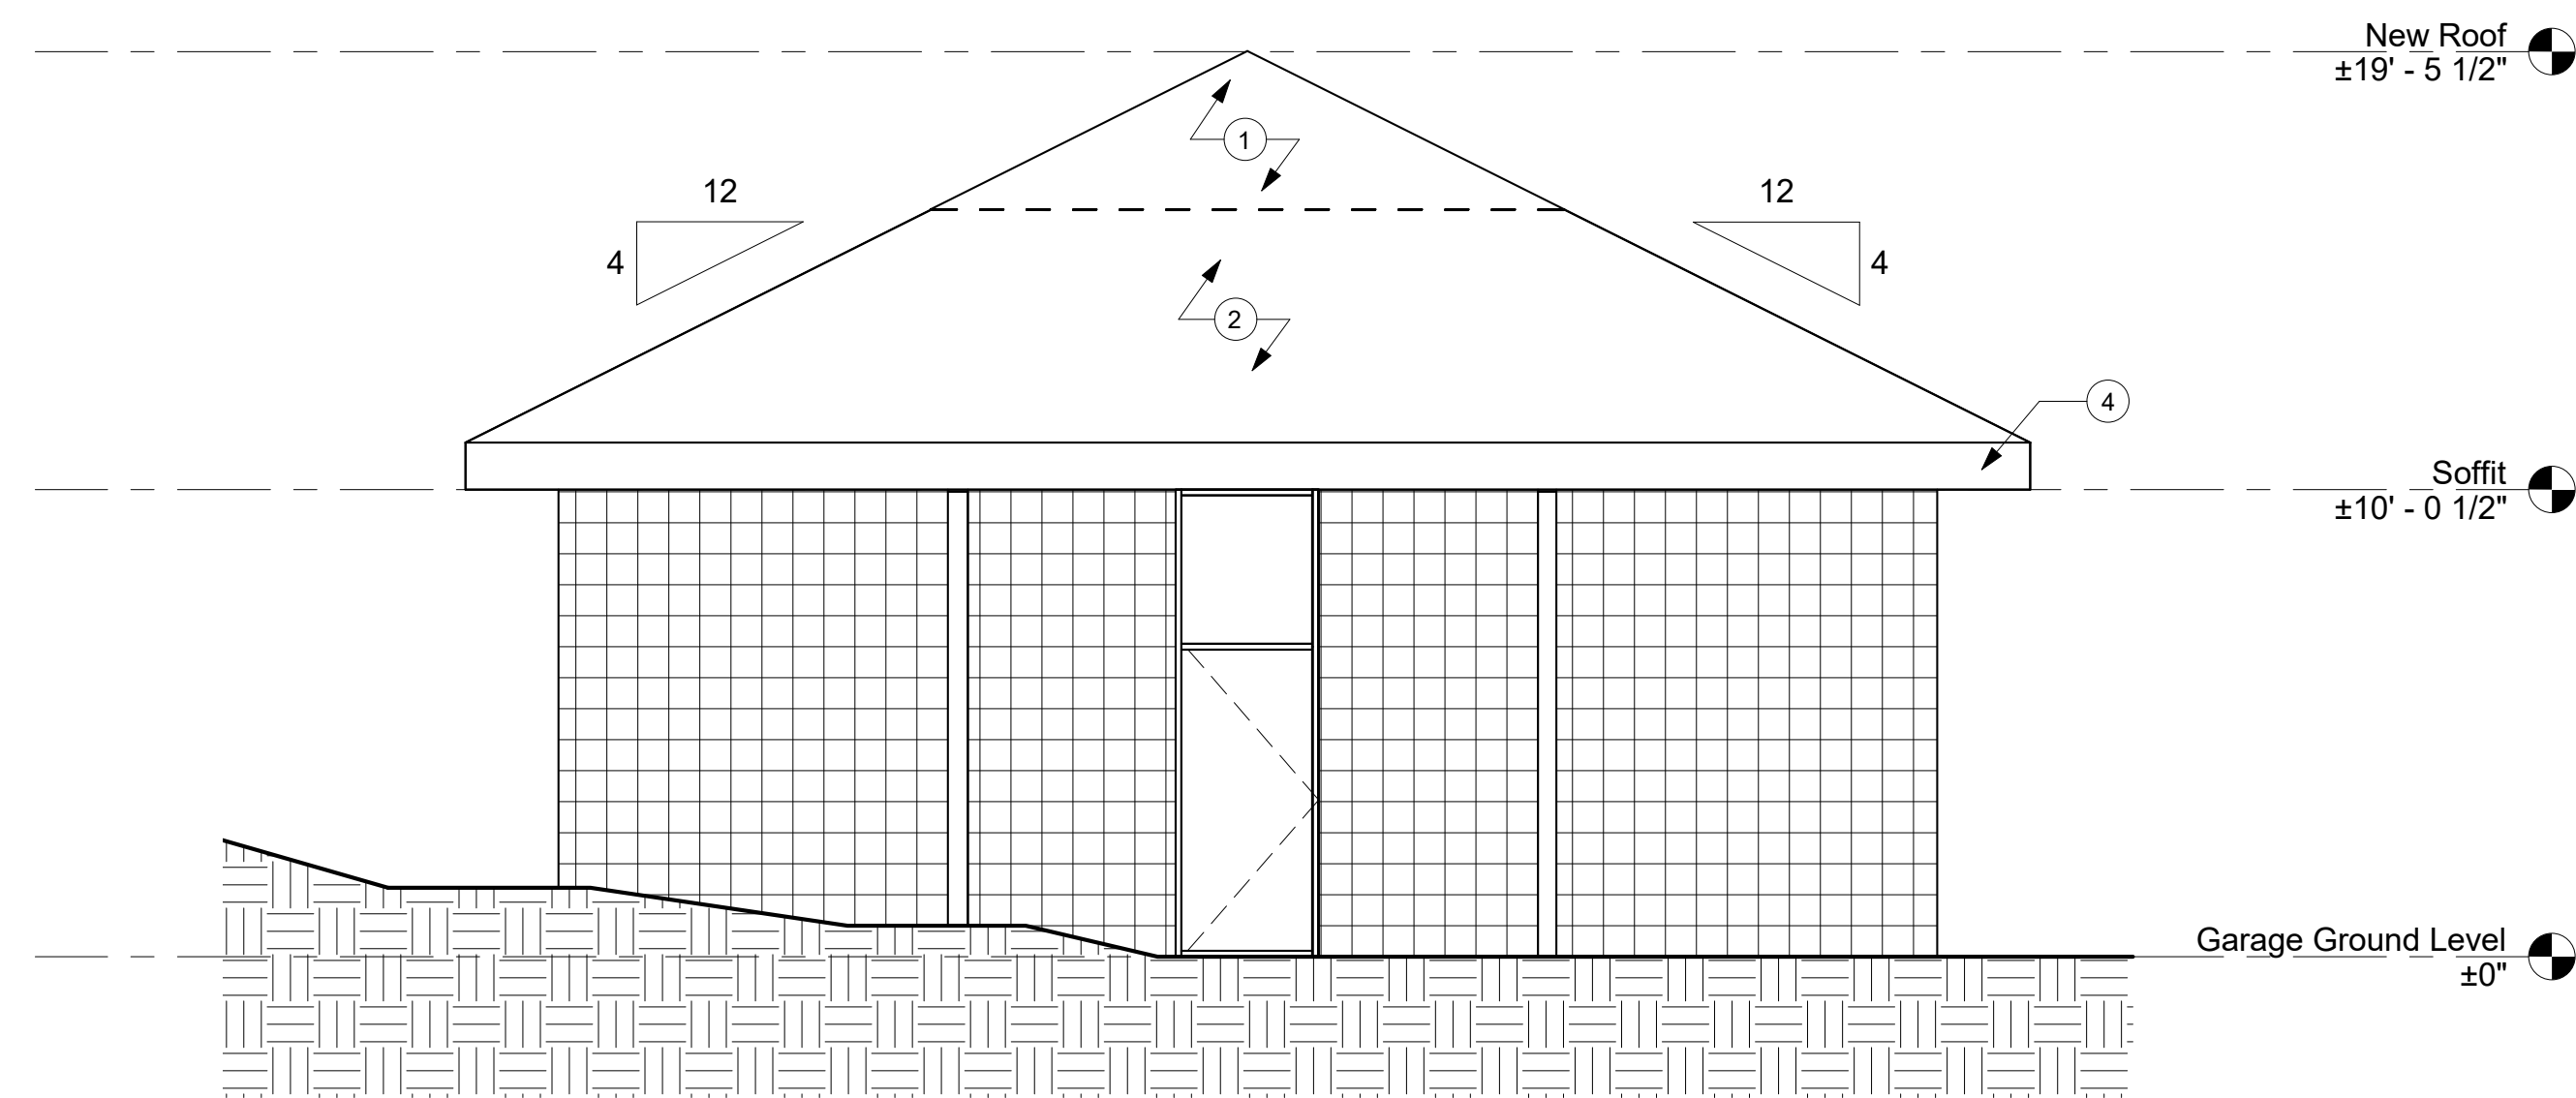 New Roof
±19' - 5 1/2"
1
12
12
4
4
2
4
Soffit
±10' - 0 1/2"
Garage Ground Level
±0"